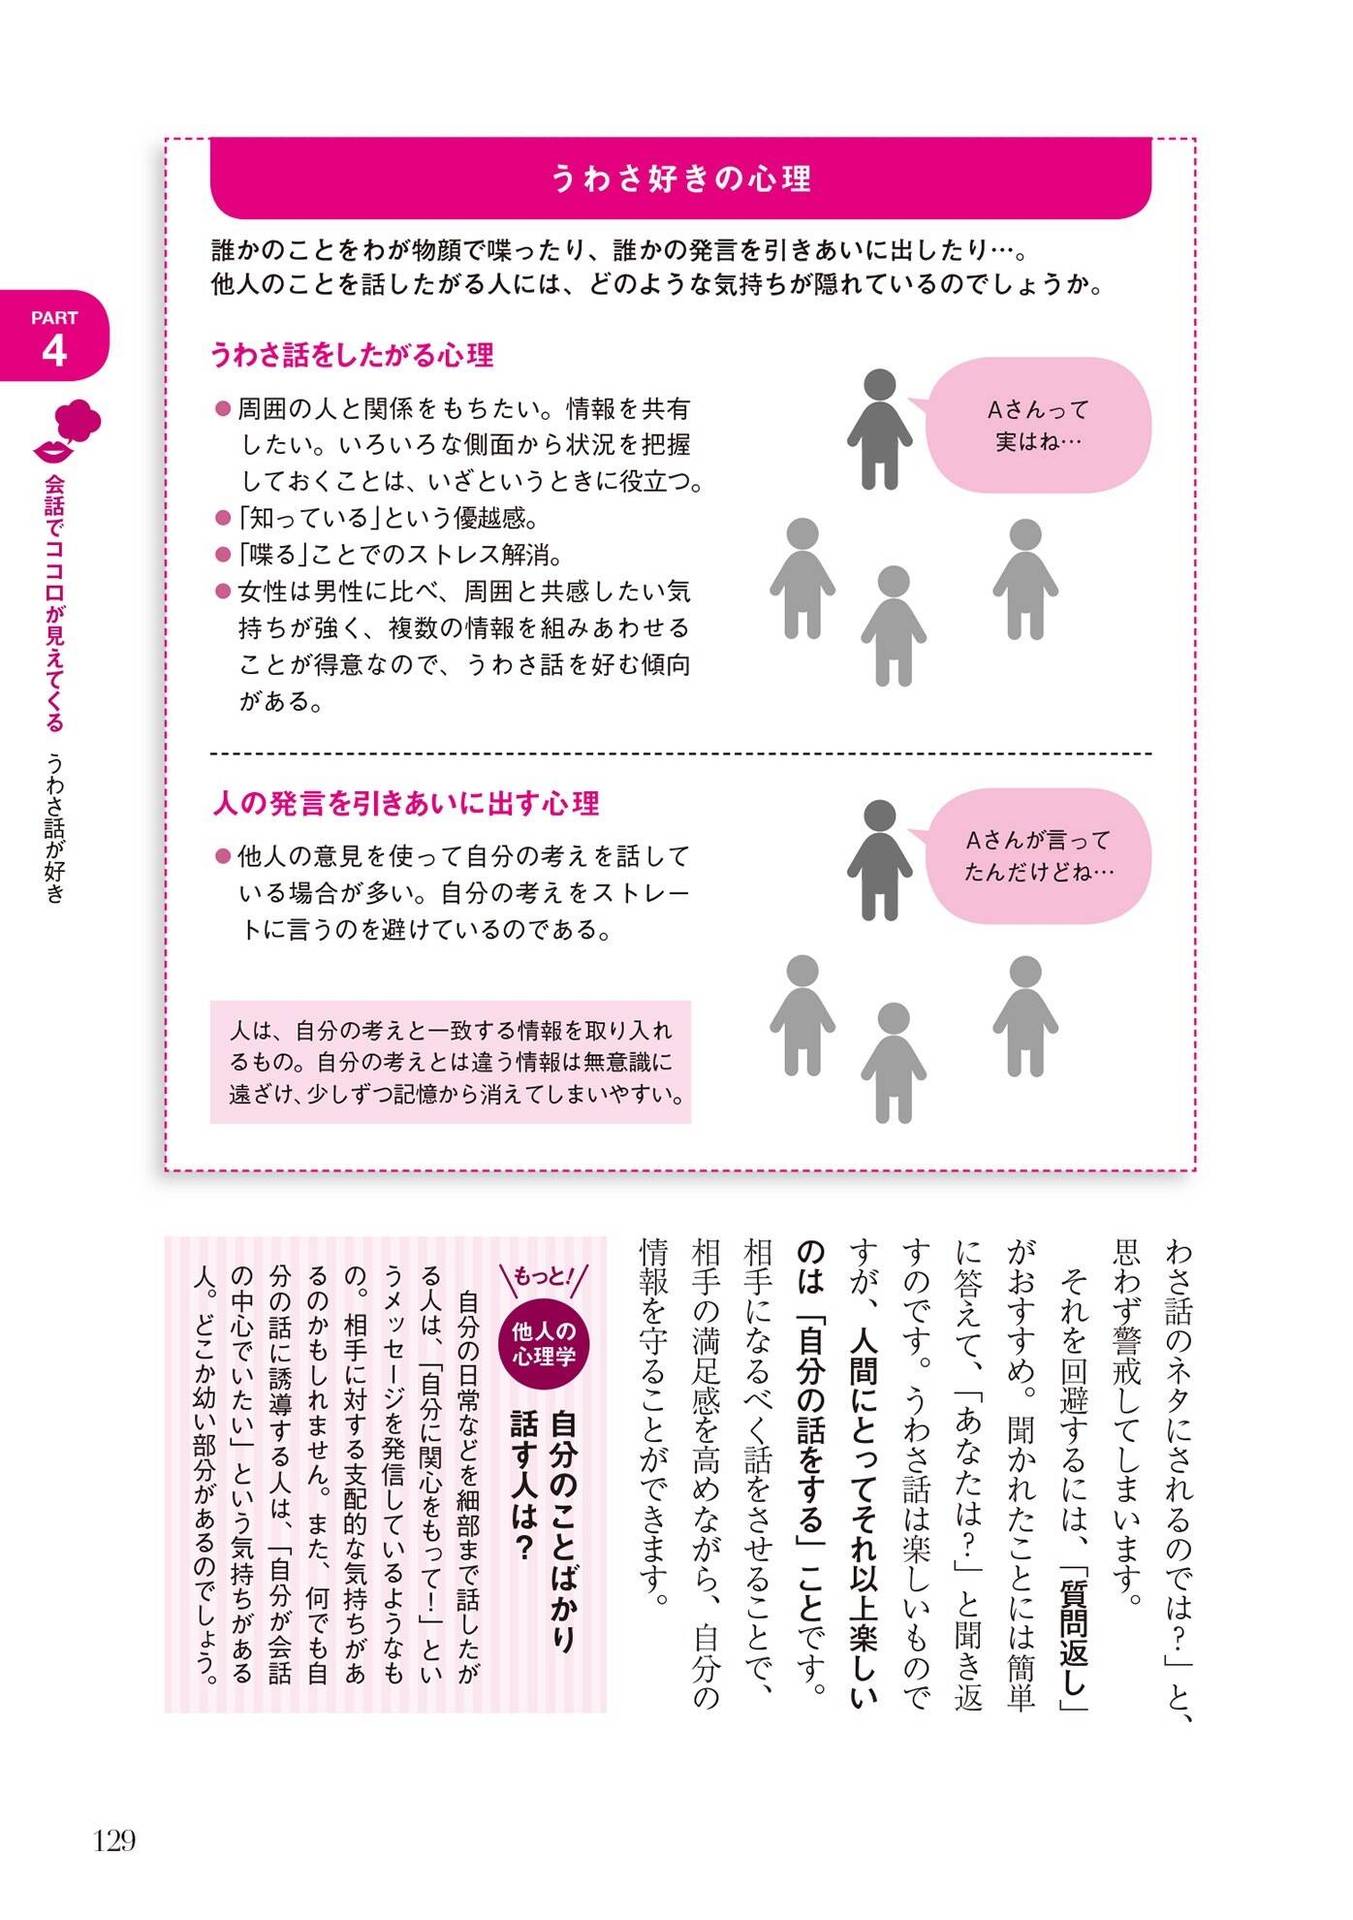 うわさ好きの心理
誰かのことをわが物顔で喋ったり、誰かの発言を引きあいに出したり…。
他人のことを話したがる人には、どのような気持ちが隠れているのでしょうか。
うわさ話をしたがる心理
●周囲の人と関係をもちたい。情報を共有
したい。いろいろな側面から状況を把握
しておくことは、いざというときに役立つ。
●「知っている」という優越感。
●「喋る」ことでのストレス解消。
●女性は男性に比べ、周囲と共感したい気
持ちが強く、複数の情報を組みあわせる
ことが得意なので、うわさ話を好む傾向
がある。
Aさんって
実はね…
人の発言を引きあいに出す心理
●他人の意見を使って自分の考えを話して
いる場合が多い。自分の考えをストレー
トに言うのを避けているのである。
Aさんが言って
たんだけどね…
人は、自分の考えと一致する情報を取り入れ
るもの。自分の考えとは違う情報は無意識に
遠ざけ、少しずつ記憶から消えてしまいやすい。
PART
4
会話でココロが見えてくる うわさ話が好き
わさ話のネタにされるのでは?」と、
思わず警戒してしまいます。
それを回避するには、「質問返し」
がおすすめ。聞かれたことには簡単
に答えて、「あなたは?」と聞き返
すのです。うわさ話は楽しいもので
すが、人間にとってそれ以上楽しい
のは「自分の話をする」ことです。
相手になるべく話をさせることで、
相手の満足感を高めながら、自分の
情報を守ることができます。
もっと!
他人の
心理学
自分のことばかり
話す人は?
自分の日常などを細部まで話したが
る人は、「自分に関心をもって!」とい
うメッセージを発信しているようなも
の。相手に対する支配的な気持ちがあ
るのかもしれません。また、何でも自
分の話に誘導する人は、「自分が会話
の中心でいたい」という気持ちがある
人。どこか幼い部分があるのでしょう。
129